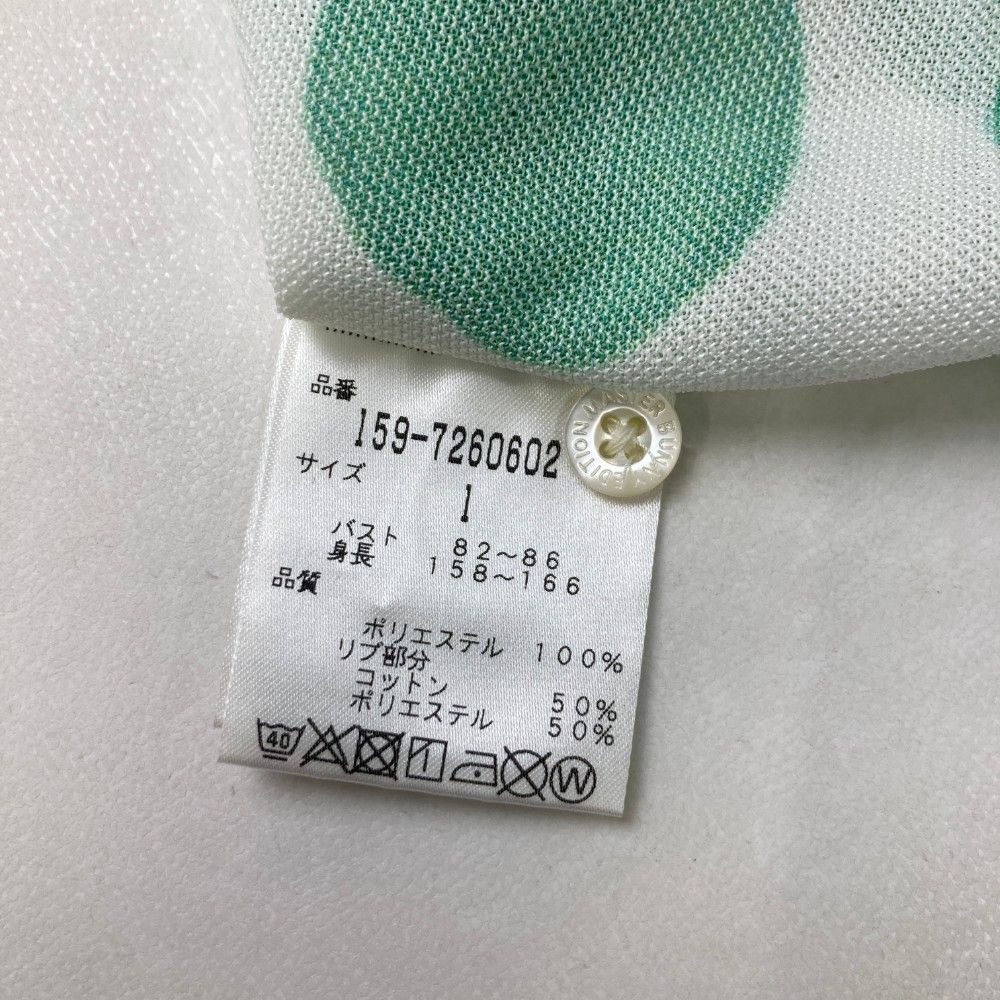 品番
159-7260602
サイズ
1
バスト 82～86
身長 158～166
品質
ポリエステル 100%
リブ部分
コットン 50%
ポリエステル 50%
40
W
MASTER BUNNY EDITION